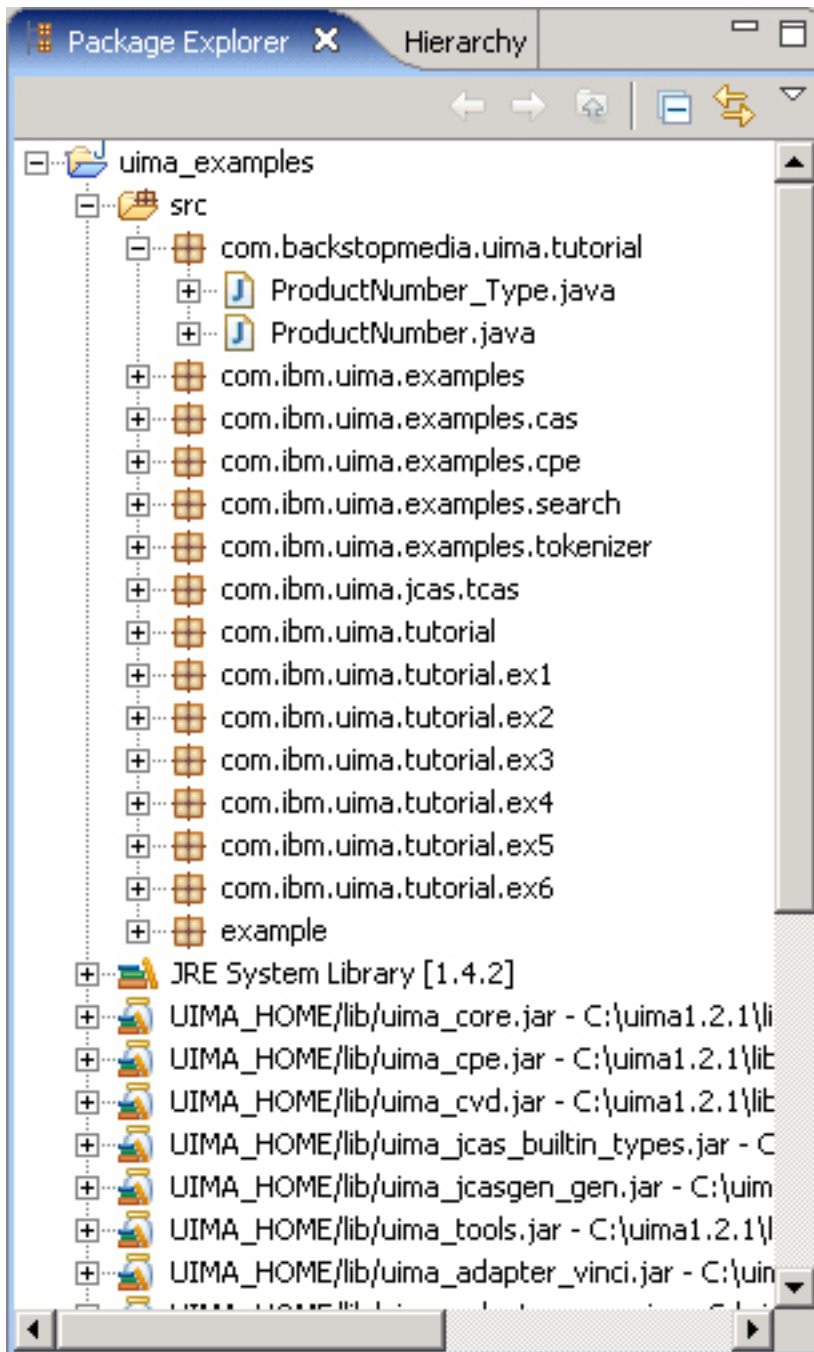 Package Explorer Hierarchy
uima_examples
src
com.backstopmedia.uima.tutorial
ProductNumber_Type.java
ProductNumber.java
com.ibm.uima.examples
com.ibm.uima.examples.cas
com.ibm.uima.examples.cpe
com.ibm.uima.examples.search
com.ibm.uima.examples.tokenizer
com.ibm.uima.jcas.tcas
com.ibm.uima.tutorial
com.ibm.uima.tutorial.ex1
com.ibm.uima.tutorial.ex2
com.ibm.uima.tutorial.ex3
com.ibm.uima.tutorial.ex4
com.ibm.uima.tutorial.ex5
com.ibm.uima.tutorial.ex6
example
JRE System Library [1.4.2]
UIMA_HOME/lib/uima_core.jar - C:\uima1.2.1\li
UIMA_HOME/lib/uima_cpe.jar - C:\uima1.2.1\lib
UIMA_HOME/lib/uima_cvd.jar - C:\uima1.2.1\lib
UIMA_HOME/lib/uima_jcas_builtin_types.jar - C
UIMA_HOME/lib/uima_jcasgen_gen.jar - C:\uim
UIMA_HOME/lib/uima_tools.jar - C:\uima1.2.1\l
UIMA_HOME/lib/uima_adapter_vinci.jar - C:\uim